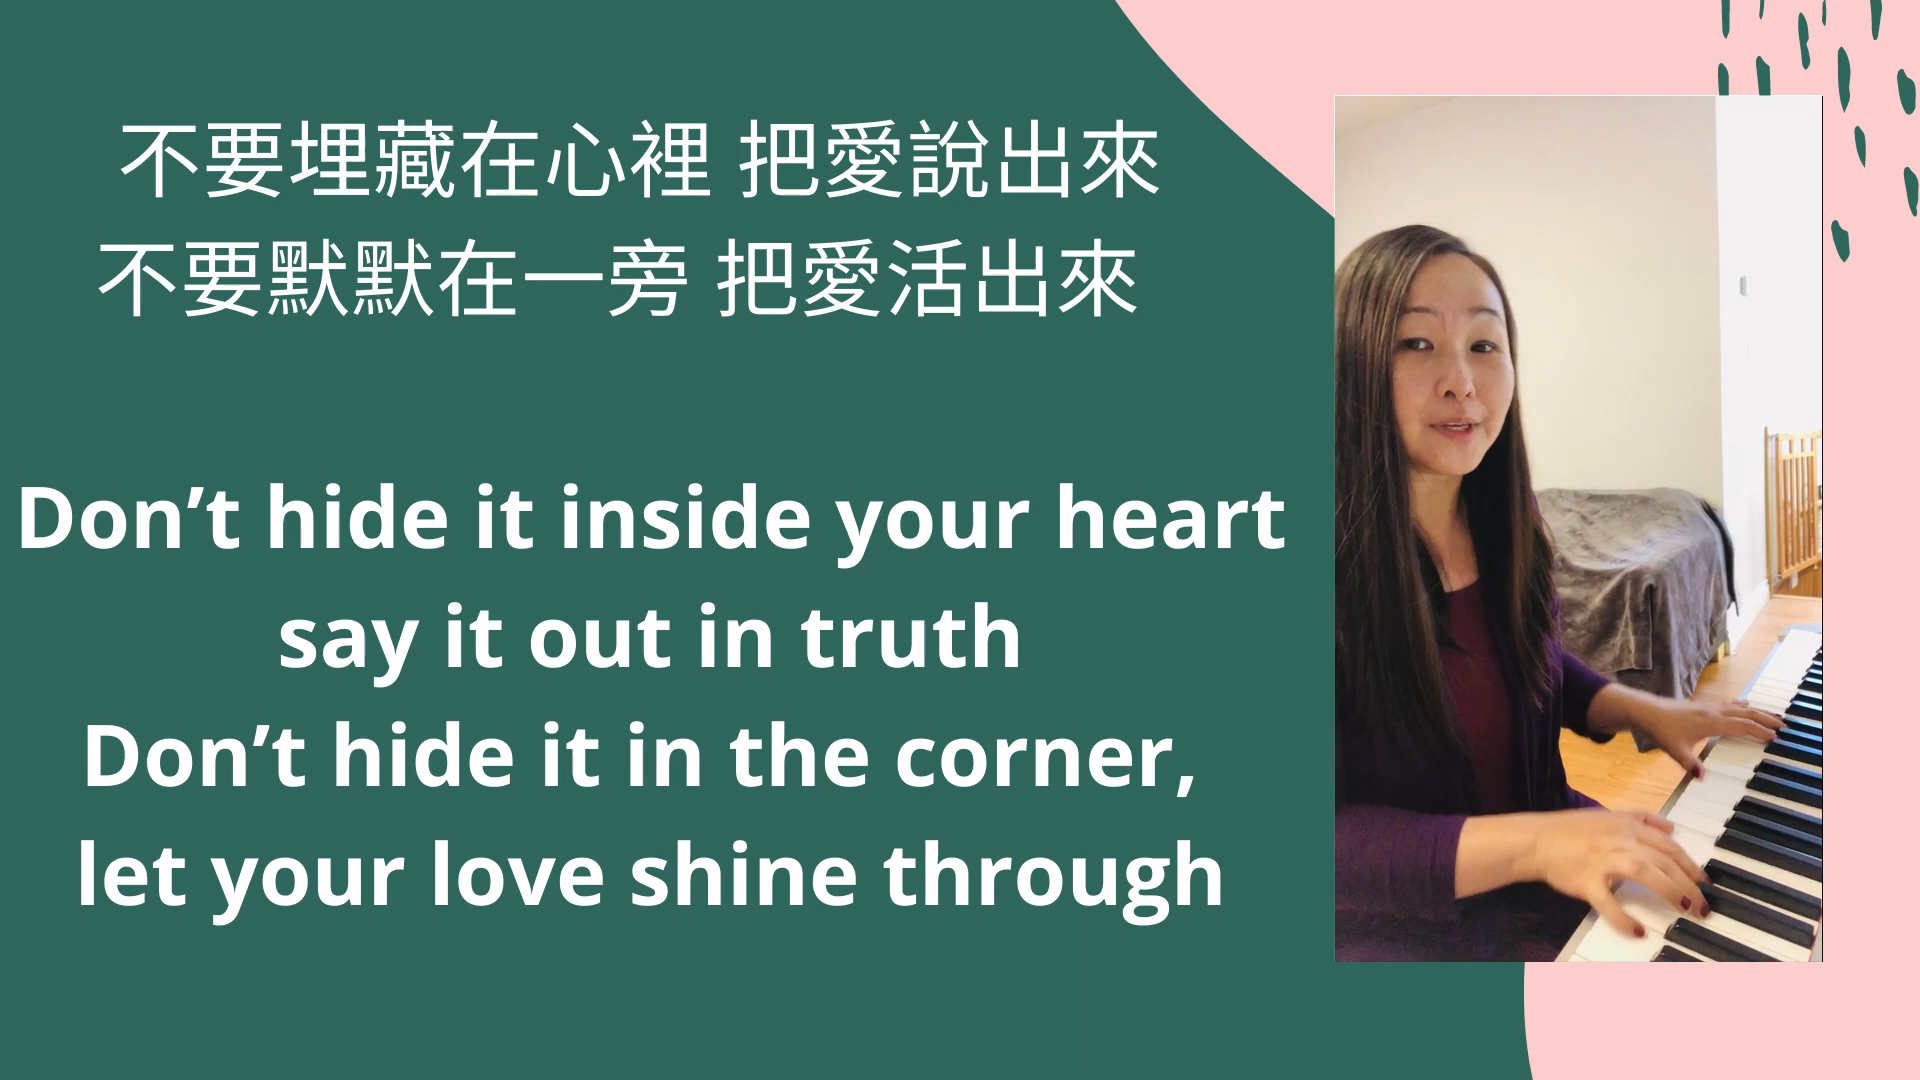 不要埋藏在心裡 把愛說出來
不要默默在一旁 把愛活出來
Don’t hide it inside your heart
say it out in truth
Don’t hide it in the corner,
let your love shine through